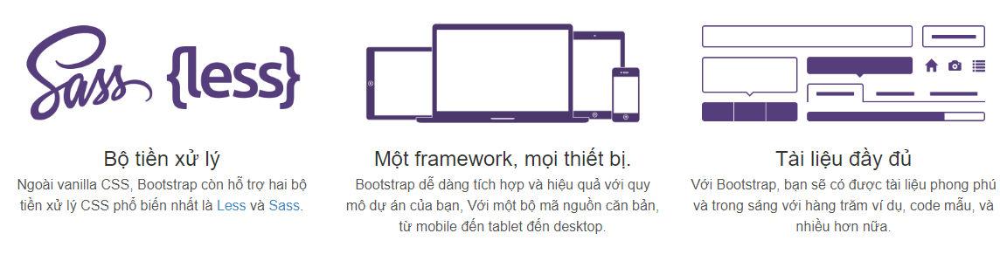 Sass {less}
Bộ tiền xử lý
Ngoài vanilla CSS, Bootstrap còn hỗ trợ hai bộ
tiền xử lý CSS phổ biến nhất là Less và Sass.
Một framework, mọi thiết bị.
Bootstrap dễ dàng tích hợp và hiệu quả với quy
mô dự án của bạn, Với một bộ mã nguồn căn bản,
từ mobile đến tablet đến desktop.
Tài liệu đầy đủ
Với Bootstrap, bạn sẽ có được tài liệu phong phú
và trong sáng với hàng trăm ví dụ, code mẫu, và
nhiều hơn nữa.